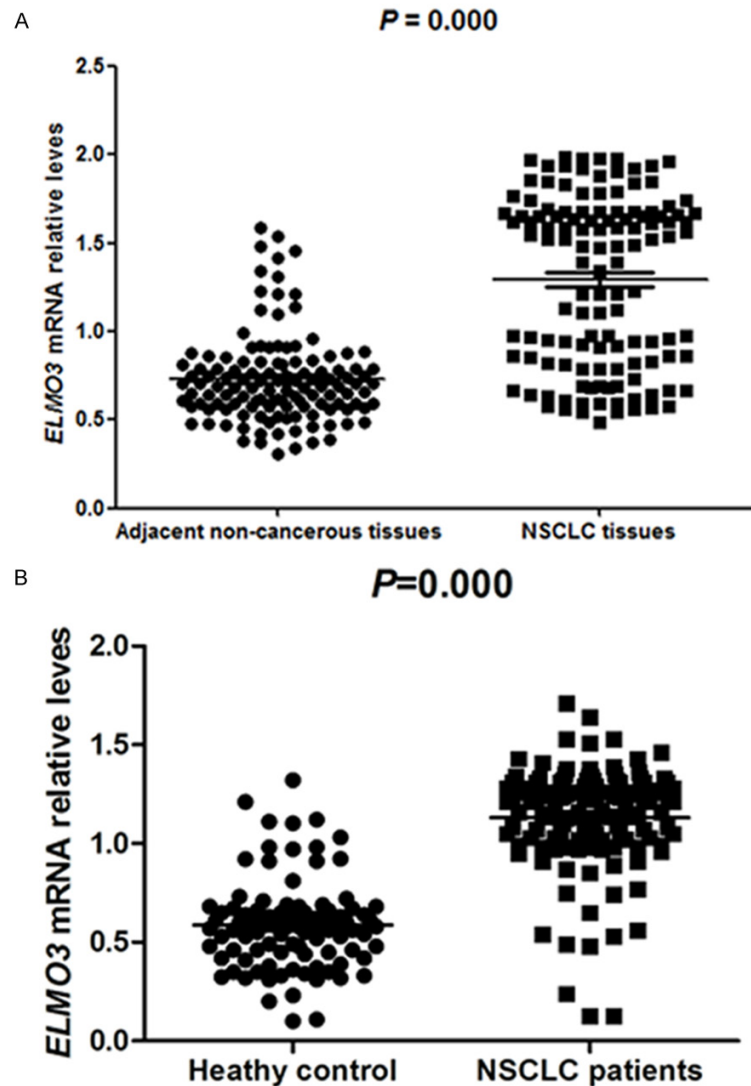 A
P = 0.000
ELMO3 mRNA relative leves
2.5
2.0
1.5
1.0
0.5
0.0
Adjacent non-cancerous tissues NSCLC tissues
B
P=0.000
ELMO3 mRNA relative leves
2.0
1.5
1.0
0.5
0.0
Heathy control NSCLC patients